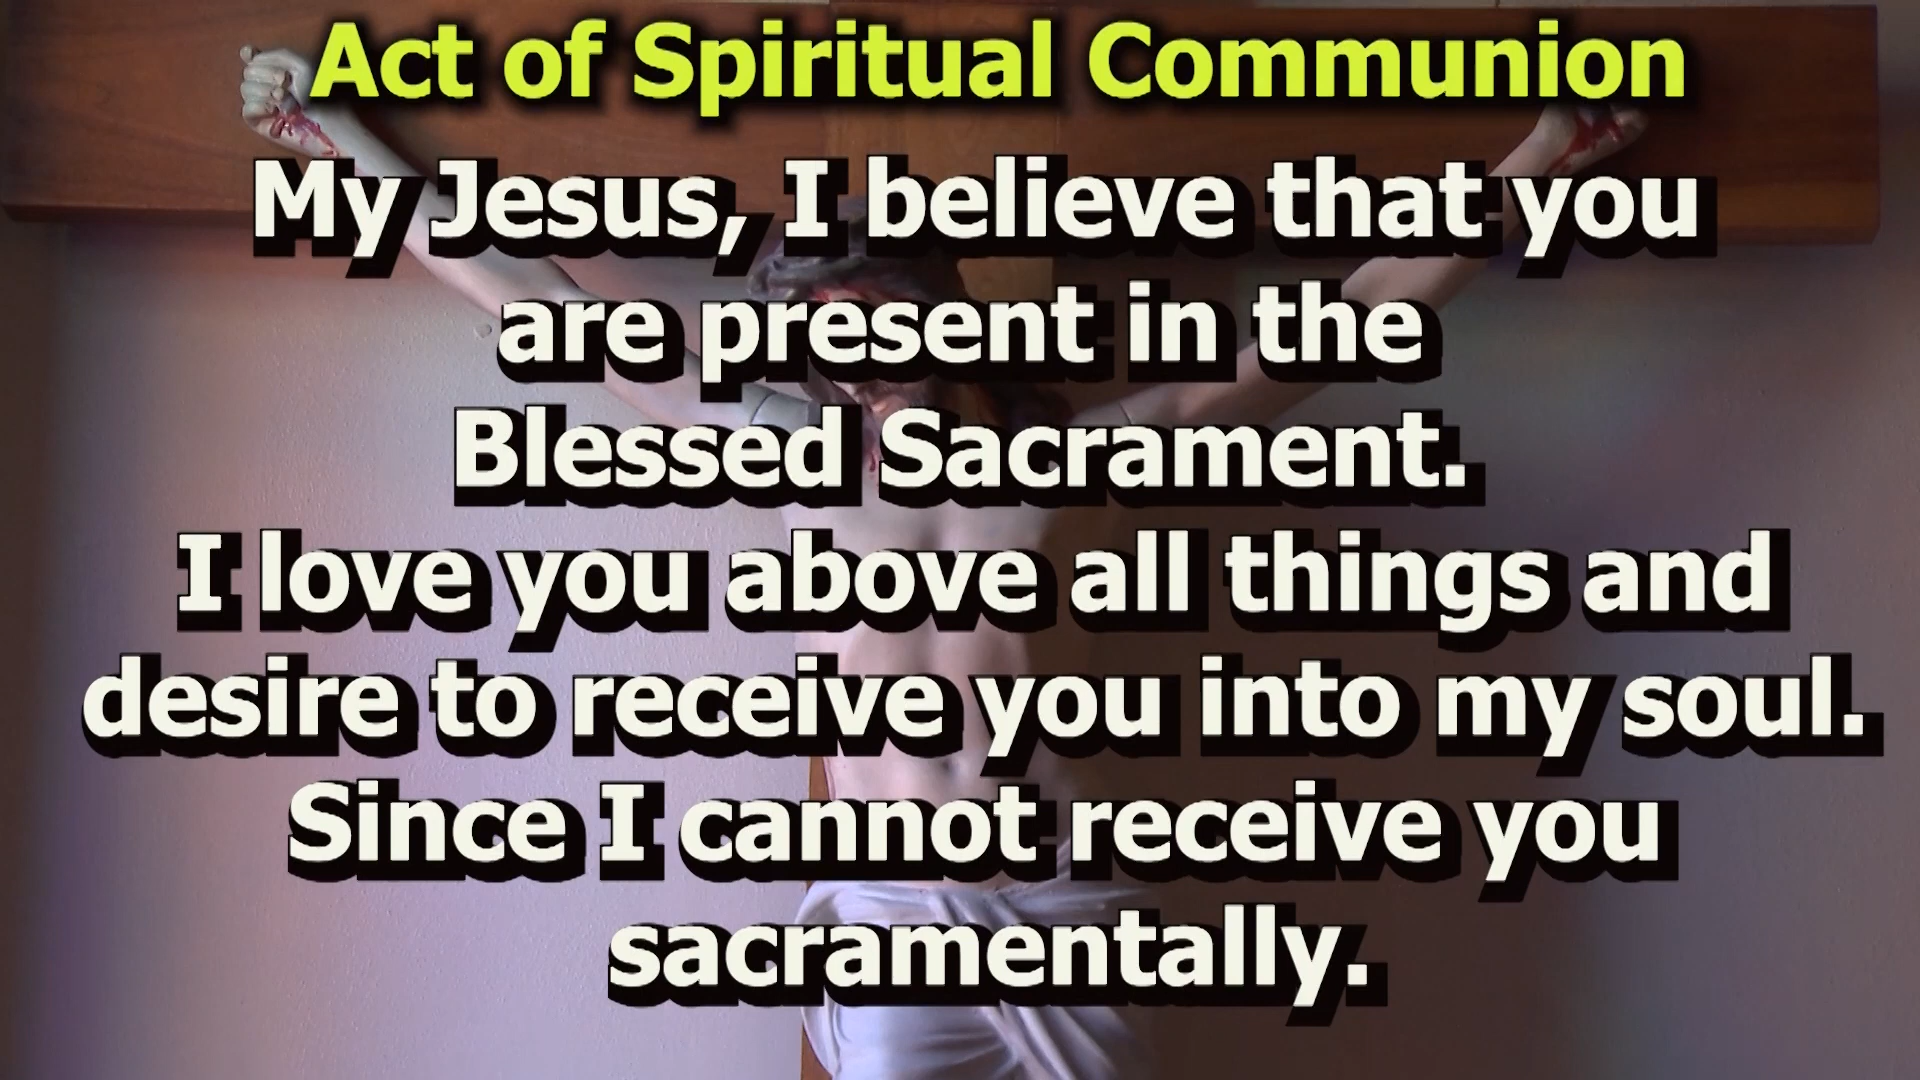 Act of Spiritual Communion
My Jesus, I believe that you
are present in the
Blessed Sacrament.
I love you above all things and
desire to receive you into my soul.
Since I cannot receive you
sacramentally.